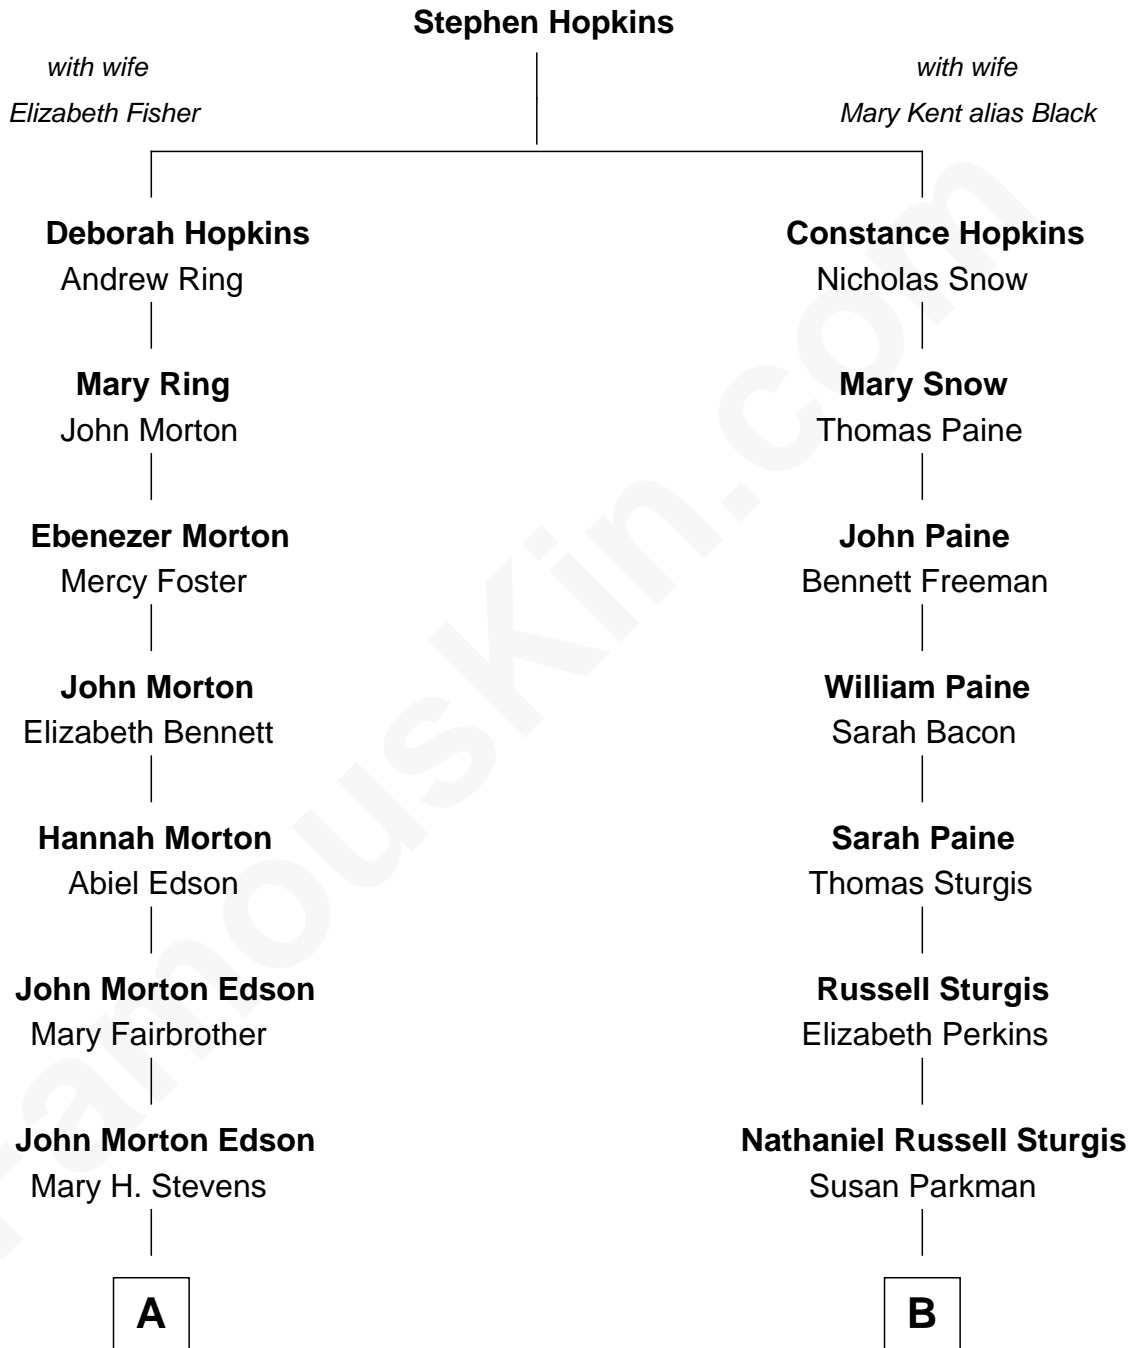 Stephen Hopkins
with wife
Elizabeth Fisher
with wife
Mary Kent alias Black
Deborah Hopkins
Andrew Ring
Constance Hopkins
Nicholas Snow
Mary Ring
John Morton
Mary Snow
Thomas Paine
Ebenezer Morton
Mercy Foster
John Paine
Bennett Freeman
John Morton
Elizabeth Bennett
William Paine
Sarah Bacon
Hannah Morton
Abiel Edson
Sarah Paine
Thomas Sturgis
John Morton Edson
Mary Fairbrother
Russell Sturgis
Elizabeth Perkins
John Morton Edson
Mary H. Stevens
Nathaniel Russell Sturgis
Susan Parkman
A
B
FamousKin.com